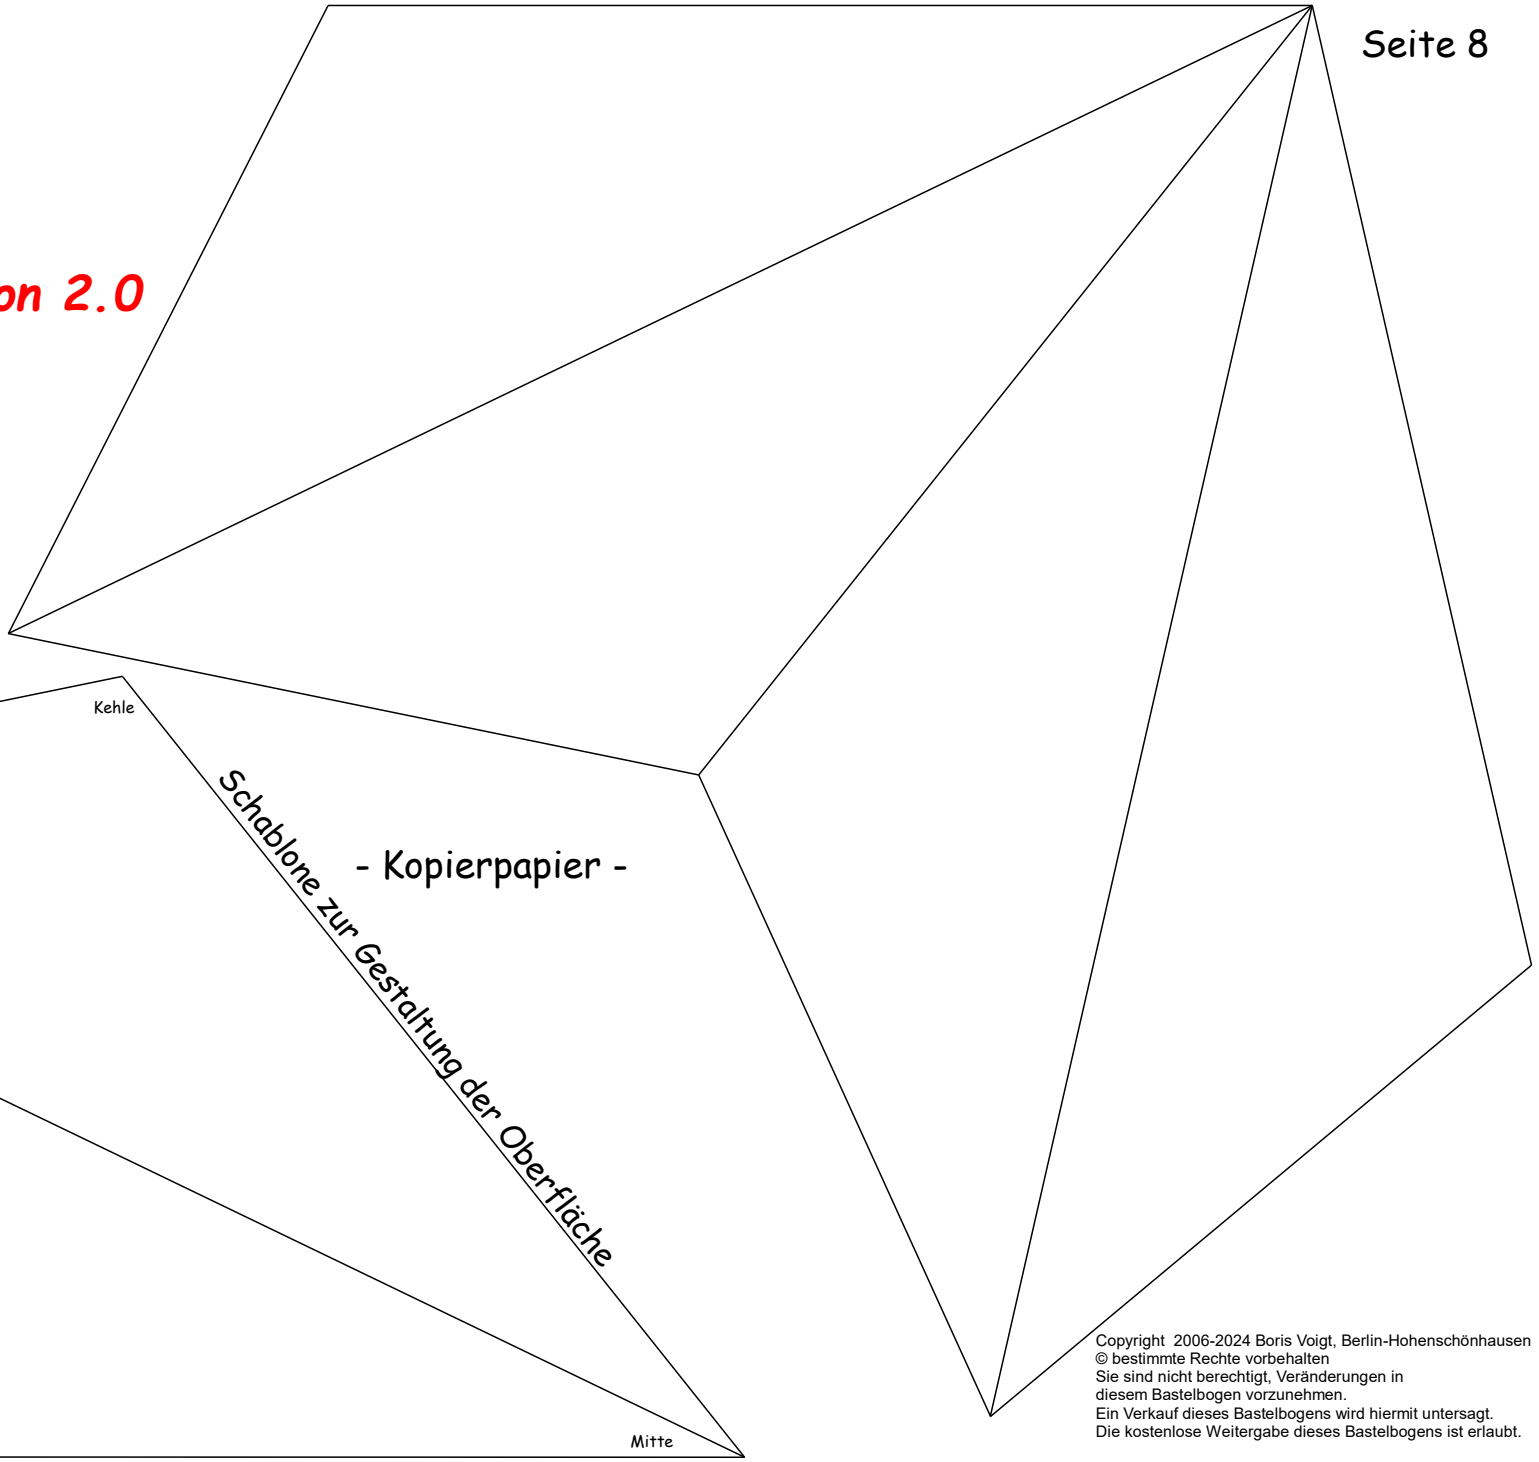 Seite 8
on 2.0
Kehle
Schablone zur Gestaltung der Oberfläche
- Kopierpapier -
Mitte
Copyright 2006-2024 Boris Voigt, Berlin-Hohenschönhausen
© bestimmte Rechte vorbehalten
Sie sind nicht berechtigt, Veränderungen in
diesem Bastelbogen vorzunehmen.
Ein Verkauf dieses Bastelbogens wird hiermit untersagt.
Die kostenlose Weitergabe dieses Bastelbogens ist erlaubt.